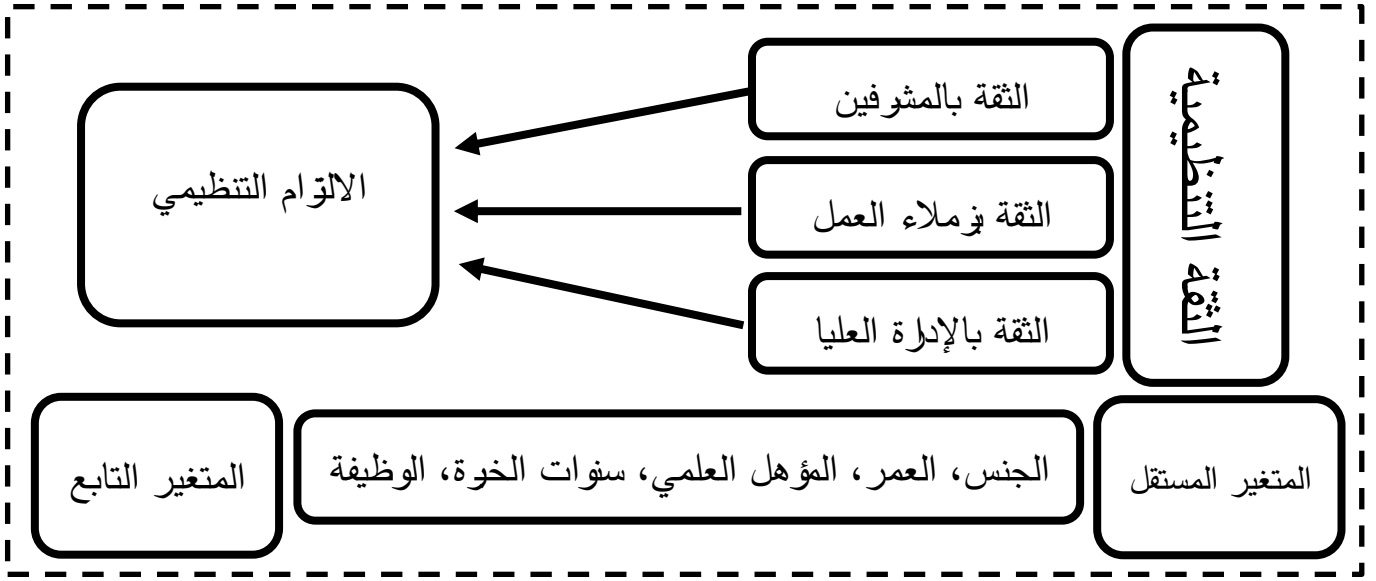 الثقة التنظيمية
الثقة بالمشرفين
الثقة بزملاء العمل
الثقة بالإدارة العليا
الالتزام التنظيمي
المتغير المستقل
الجنس، العمر، المؤهل العلمي، سنوات الخبرة، الوظيفة
المتغير التابع